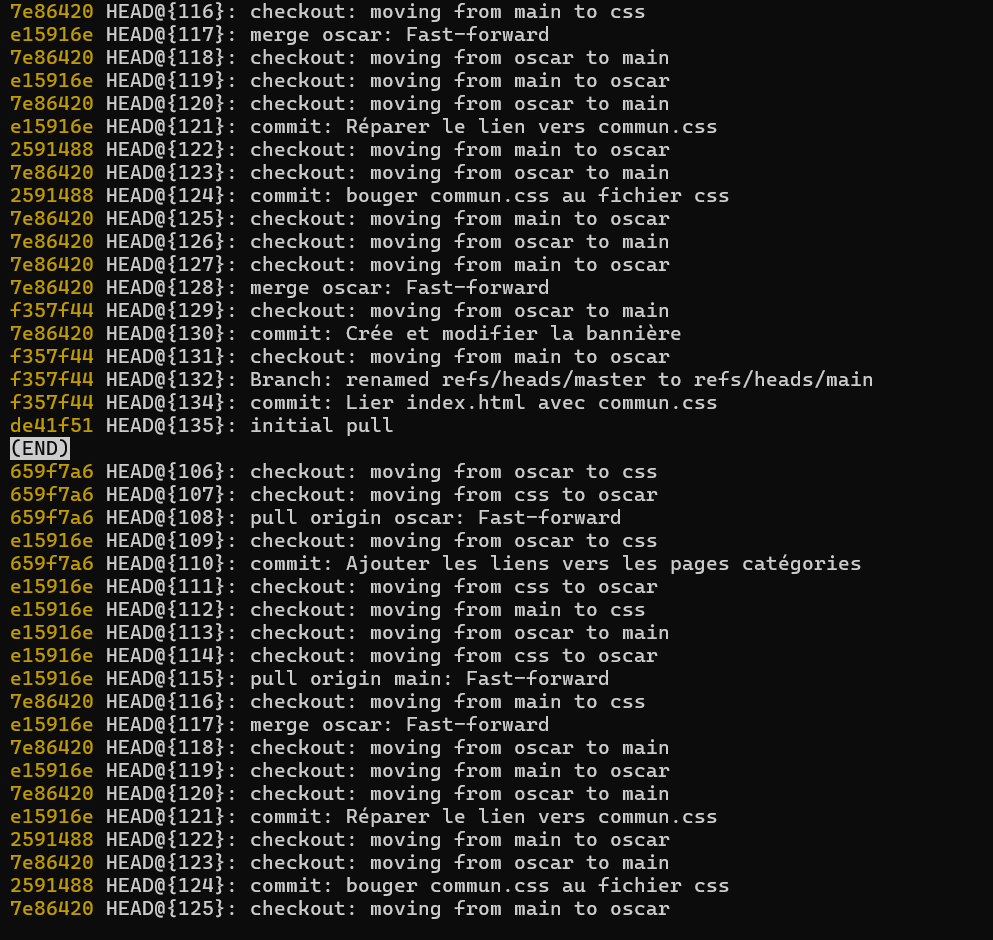 7e86420 HEAD@{116}: checkout: moving from main to css
e15916e HEAD@{117}: merge oscar: Fast-forward
7e86420 HEAD@{118}: checkout: moving from oscar to main
e15916e HEAD@{119}: checkout: moving from main to oscar
7e86420 HEAD@{120}: checkout: moving from oscar to main
e15916e HEAD@{121}: commit: Réparer le lien vers commun.css
2591488 HEAD@{122}: checkout: moving from main to oscar
7e86420 HEAD@{123}: checkout: moving from oscar to main
2591488 HEAD@{124}: commit: bouger commun.css au fichier css
7e86420 HEAD@{125}: checkout: moving from main to oscar
7e86420 HEAD@{126}: checkout: moving from oscar to main
7e86420 HEAD@{127}: checkout: moving from main to oscar
7e86420 HEAD@{128}: merge oscar: Fast-forward
f357f44 HEAD@{129}: checkout: moving from oscar to main
7e86420 HEAD@{130}: commit: Crée et modifier la bannière
f357f44 HEAD@{131}: checkout: moving from main to oscar
f357f44 HEAD@{132}: Branch: renamed refs/heads/master to refs/heads/main
f357f44 HEAD@{134}: commit: Lier index.html avec commun.css
de41f51 HEAD@{135}: initial pull
(END)
659f7a6 HEAD@{106}: checkout: moving from oscar to css
659f7a6 HEAD@{107}: checkout: moving from css to oscar
659f7a6 HEAD@{108}: pull origin oscar: Fast-forward
e15916e HEAD@{109}: checkout: moving from oscar to css
659f7a6 HEAD@{110}: commit: Ajouter les liens vers les pages catégories
e15916e HEAD@{111}: checkout: moving from css to oscar
e15916e HEAD@{112}: checkout: moving from main to css
e15916e HEAD@{113}: checkout: moving from oscar to main
e15916e HEAD@{114}: checkout: moving from css to oscar
e15916e HEAD@{115}: pull origin main: Fast-forward
7e86420 HEAD@{116}: checkout: moving from main to css
e15916e HEAD@{117}: merge oscar: Fast-forward
7e86420 HEAD@{118}: checkout: moving from oscar to main
e15916e HEAD@{119}: checkout: moving from main to oscar
7e86420 HEAD@{120}: checkout: moving from oscar to main
e15916e HEAD@{121}: commit: Réparer le lien vers commun.css
2591488 HEAD@{122}: checkout: moving from main to oscar
7e86420 HEAD@{123}: checkout: moving from oscar to main
2591488 HEAD@{124}: commit: bouger commun.css au fichier css
7e86420 HEAD@{125}: checkout: moving from main to oscar